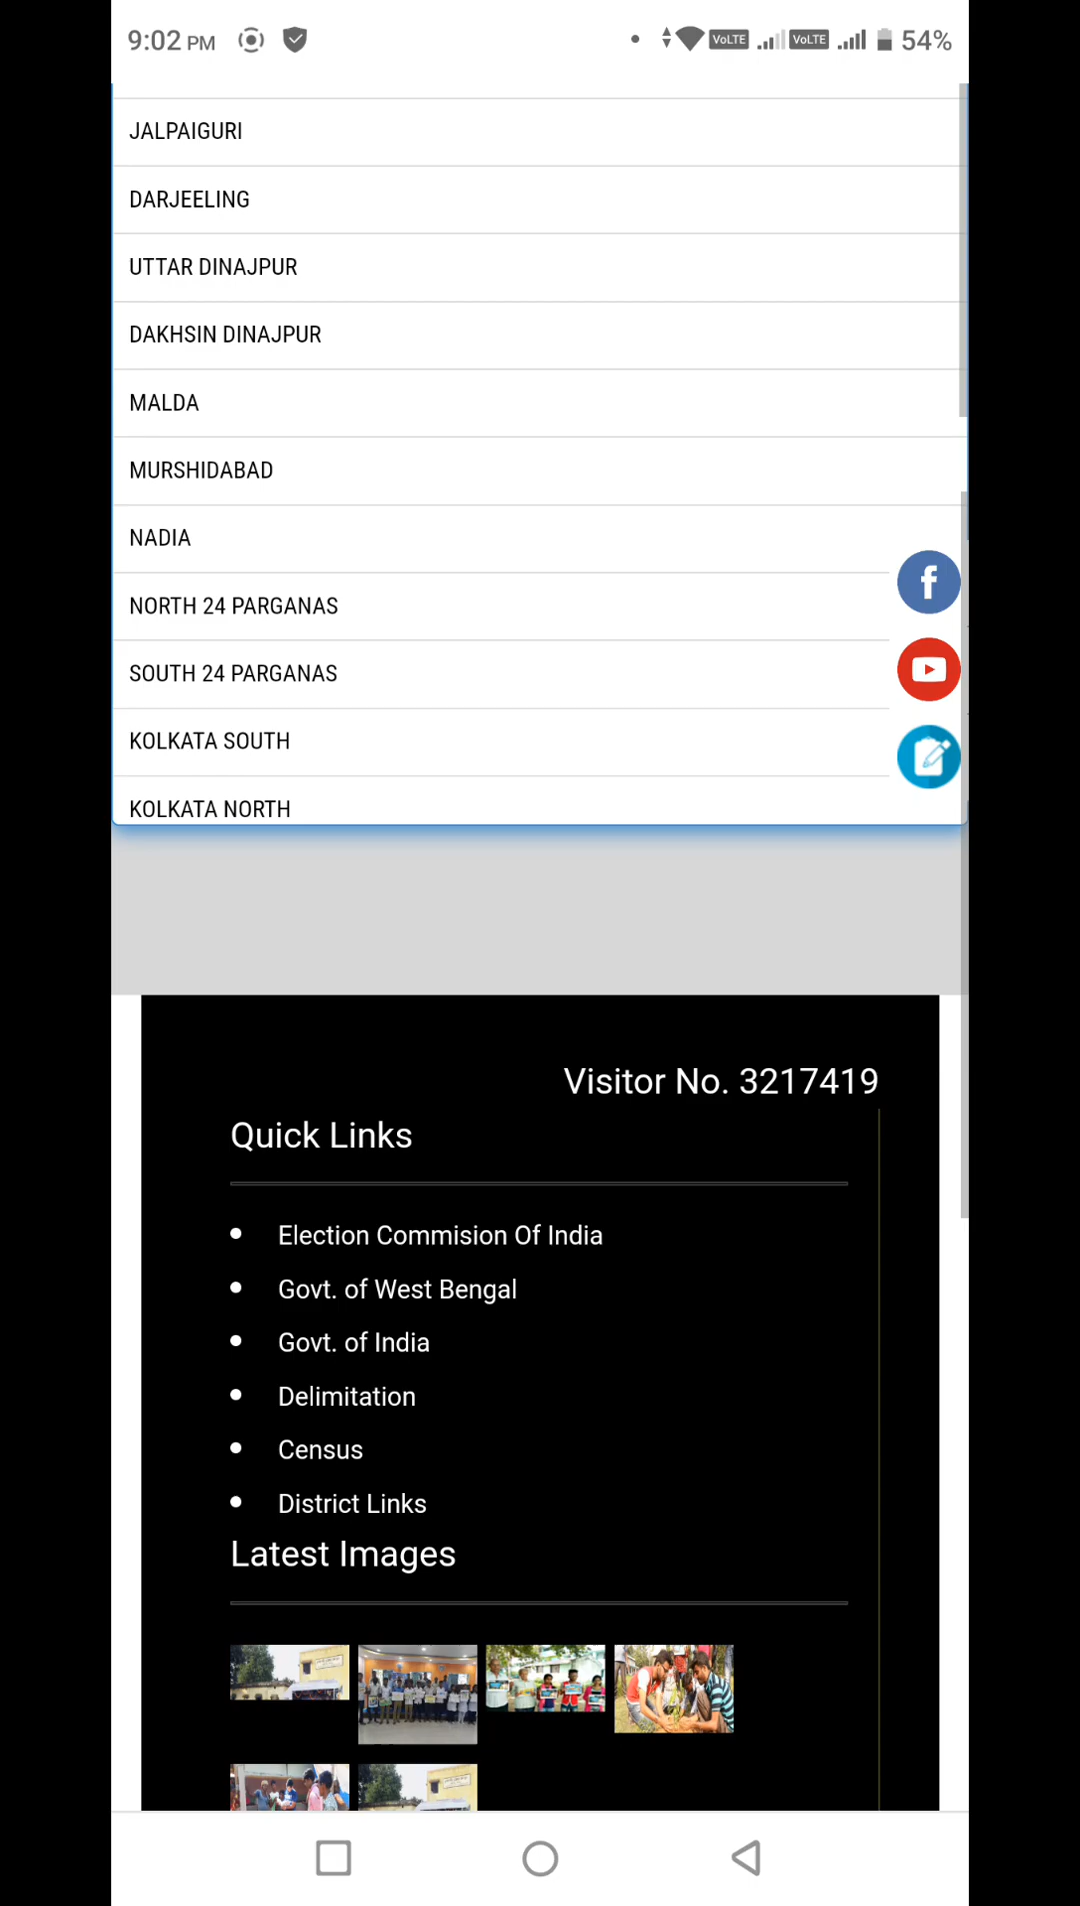 9:02 PM
VoLTE VoLTE 54%
JALPAIGURI
DARJEELING
UTTAR DINAJPUR
DAKHSIN DINAJPUR
MALDA
MURSHIDABAD
NADIA
NORTH 24 PARGANAS
SOUTH 24 PARGANAS
KOLKATA SOUTH
KOLKATA NORTH
Visitor No. 3217419
Quick Links
Election Commision Of India
Govt. of West Bengal
Govt. of India
Delimitation
Census
District Links
Latest Images